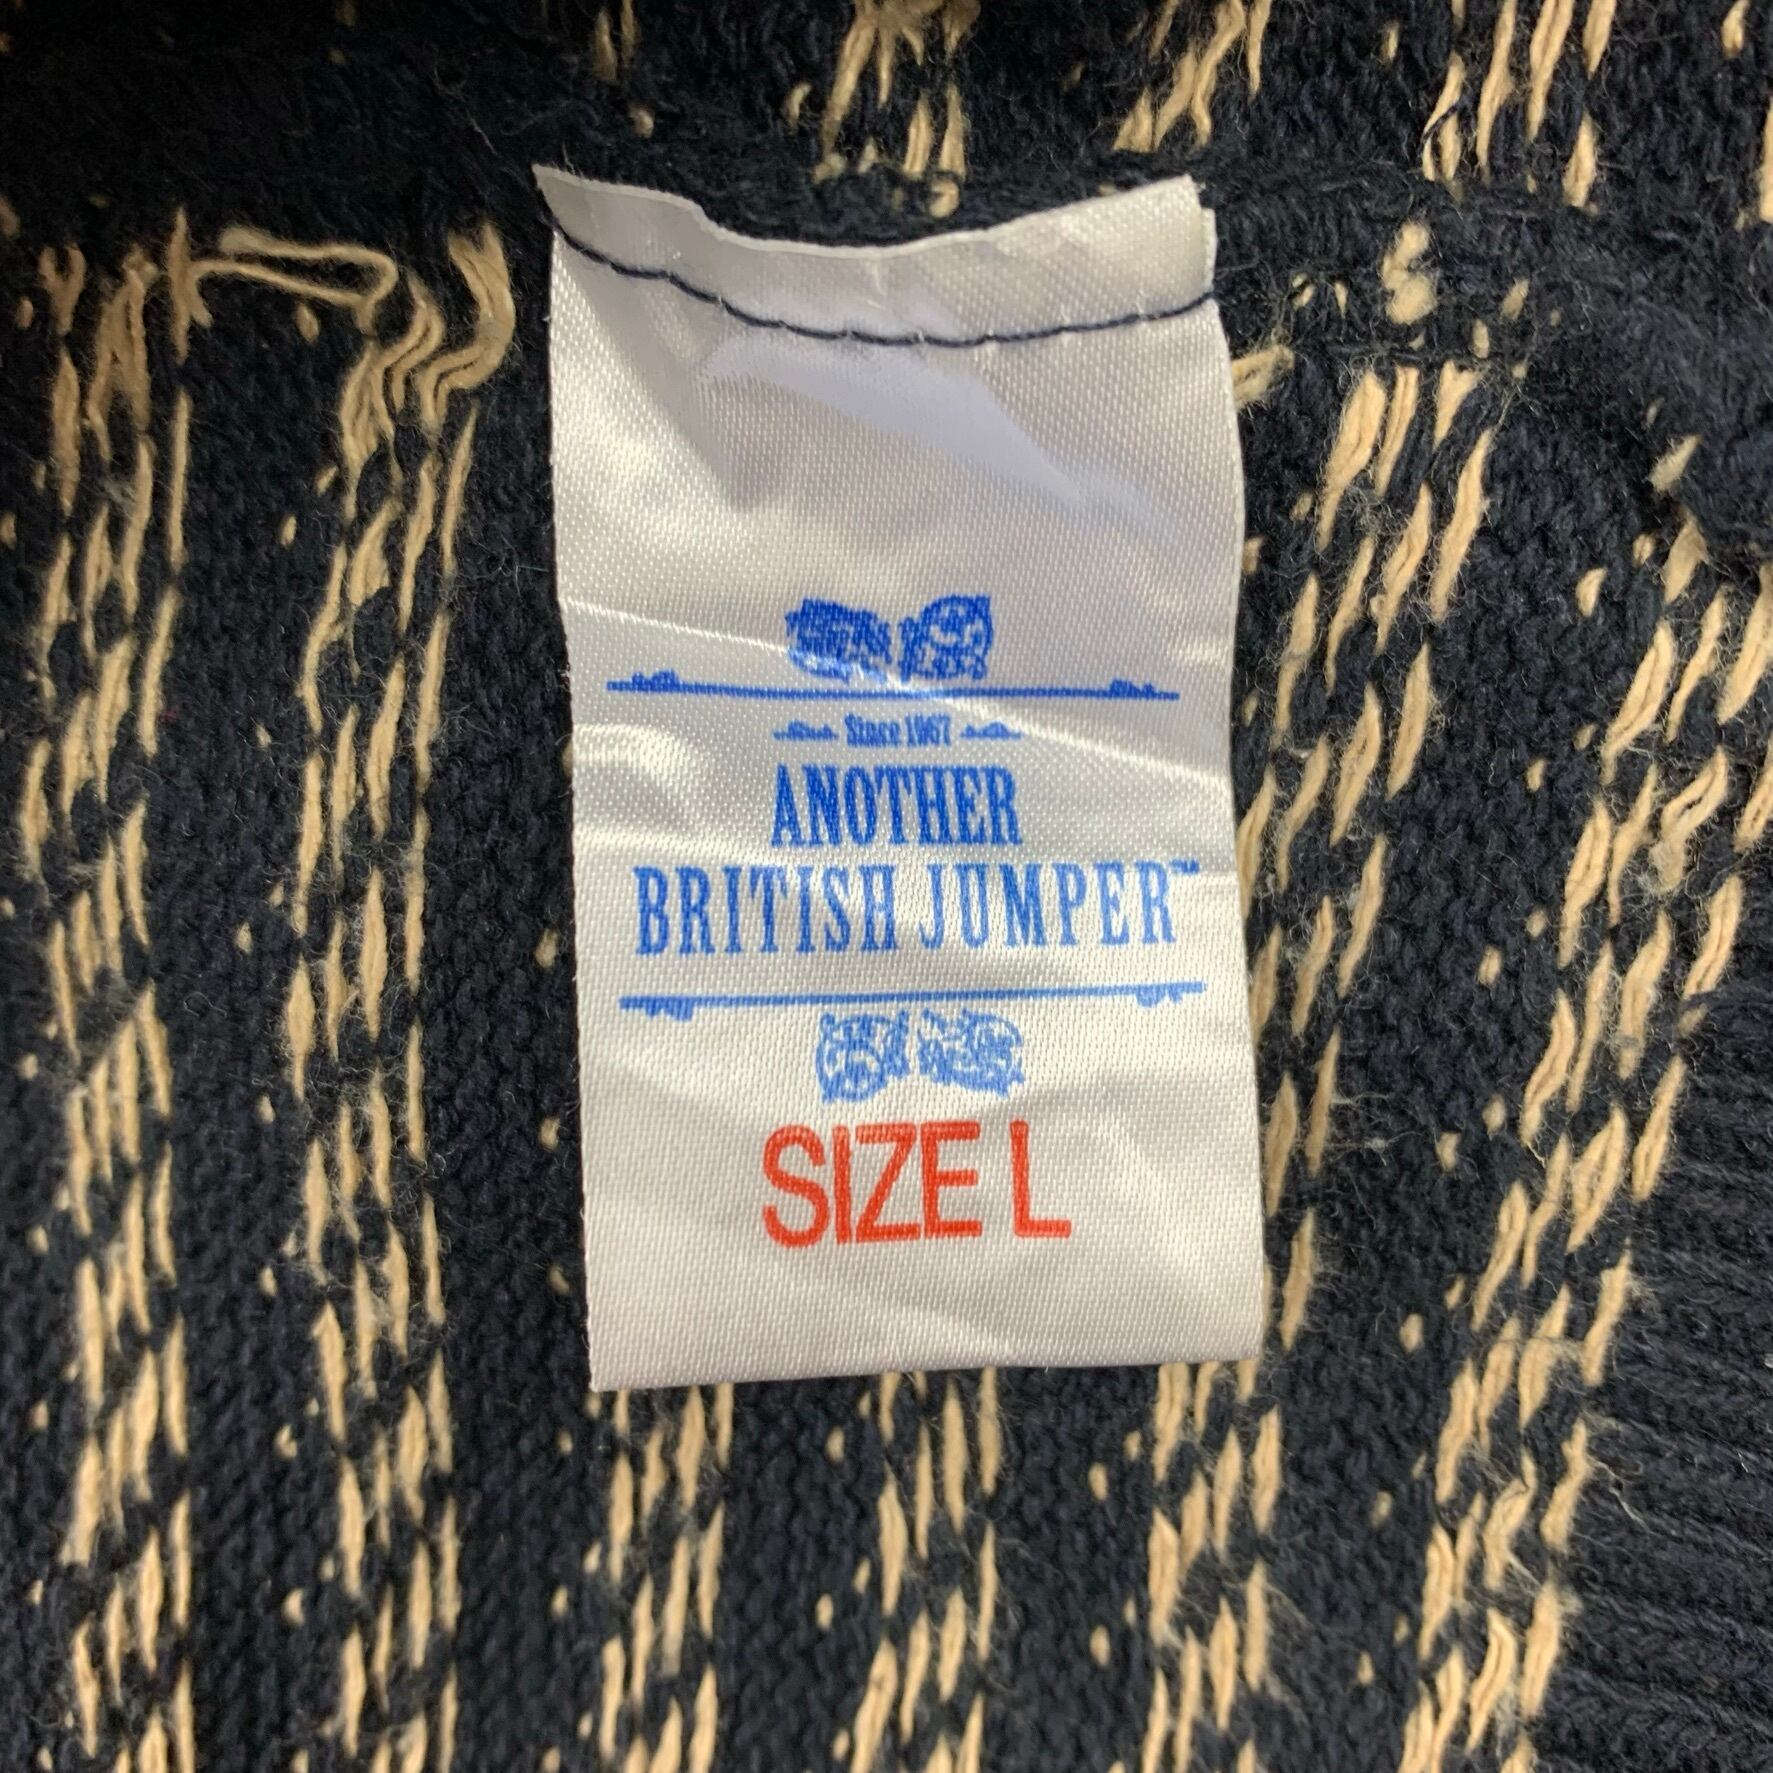 Since 1967
ANOTHER
BRITISH JUMPER™
SIZE L